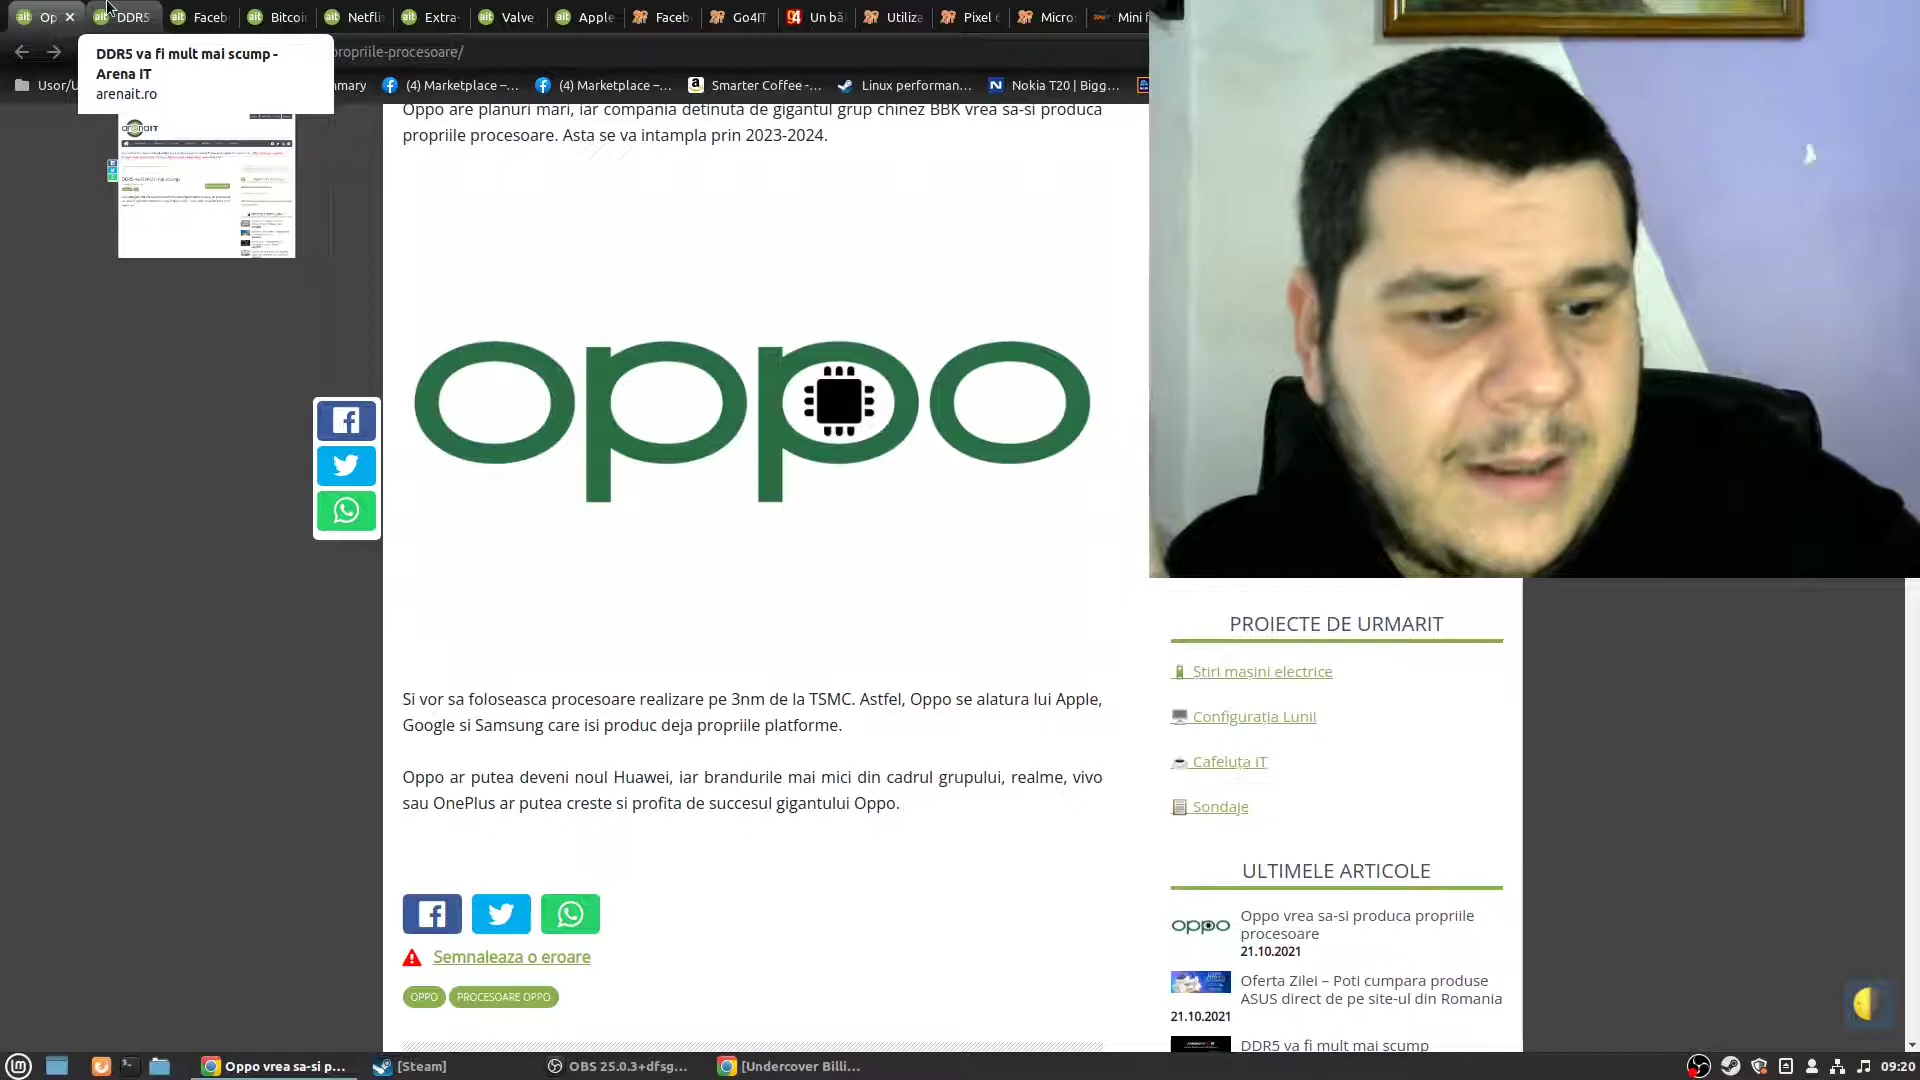 Op
DDR5
Faceb
Bitcoi
Netfli
Extra-
Valve
Apple
Faceb
Go4IT
Un bă
Utiliza
Pixel 6
Micro
Mini f
DDR5 va fi mult mai scump -
Arena IT
arenait.ro
propriile-procesoare/
Usor/U
mmary
(4) Marketplace –...
(4) Marketplace –...
Smarter Coffee -...
Linux performan...
Nokia T20 | Bigg...
Oppo are planuri mari, iar compania detinuta de gigantul grup chinez BBK vrea sa-si produca
propriile procesoare. Asta se va intampla prin 2023-2024.
oppo
Si vor sa foloseasca procesoare realizare pe 3nm de la TSMC. Astfel, Oppo se alatura lui Apple,
Google si Samsung care isi produc deja propriile platforme.
Oppo ar putea deveni noul Huawei, iar brandurile mai mici din cadrul grupului, realme, vivo
sau OnePlus ar putea creste si profita de succesul gigantului Oppo.
Semnaleaza o eroare
OPPO
PROCESOARE OPPO
PROIECTE DE URMARIT
Știri mașini electrice
Configurația Lunii
Cafeluța IT
Sondaje
ULTIMELE ARTICOLE
oppo
Oppo vrea sa-si produca propriile
procesoare
21.10.2021
Oferta Zilei – Poti cumpara produse
ASUS direct de pe site-ul din Romania
21.10.2021
DDR5 va fi mult mai scump
Oppo vrea sa-si p...
[Steam]
OBS 25.0.3+dfsg...
[Undercover Billi...
09:20